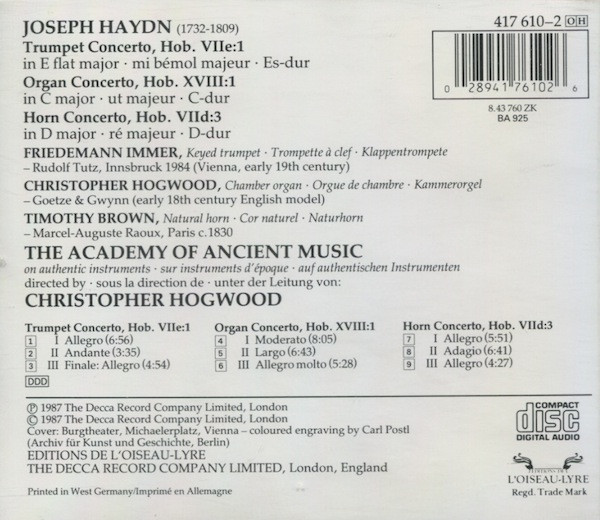 JOSEPH HAYDN (1732-1809)
417 610-2 OH
Trumpet Concerto, Hob. VIIe:1
in E flat major · mi bémol majeur · Es-dur
Organ Concerto, Hob. XVIII:1
in C major · ut majeur · C-dur
0 28941 76102 6
Horn Concerto, Hob. VIId:3
8.43 760 ZK
in D major · ré majeur · D-dur
BA 925
FRIEDEMANN IMMER, Keyed trumpet · Trompette à clef · Klappentrompete
– Rudolf Tutz, Innsbruck 1984 (Vienna, early 19th century)
CHRISTOPHER HOGWOOD, Chamber organ · Orgue de chambre · Kammerorgel
– Goetze & Gwynn (early 18th century English model)
TIMOTHY BROWN, Natural horn · Cor naturel · Naturhorn
– Marcel-Auguste Raoux, Paris c.1830
THE ACADEMY OF ANCIENT MUSIC
on authentic instruments · sur instruments d'époque · auf authentischen Instrumenten
directed by · sous la direction de · unter der Leitung von:
CHRISTOPHER HOGWOOD
Trumpet Concerto, Hob. VIIe:1
1 I Allegro (6:56)
2 II Andante (3:35)
3 III Finale: Allegro (4:54)
Organ Concerto, Hob. XVIII:1
4 I Moderato (8:05)
5 II Largo (6:43)
6 III Allegro molto (5:28)
Horn Concerto, Hob. VIId:3
7 I Allegro (5:51)
8 II Adagio (6:41)
9 III Allegro (4:27)
DDD
Ⓟ 1987 The Decca Record Company Limited, London
© 1987 The Decca Record Company Limited, London
Cover: Burgtheater, Michaelerplatz, Vienna – coloured engraving by Carl Postl
(Archiv für Kunst und Geschichte, Berlin)
EDITIONS DE L'OISEAU-LYRE
THE DECCA RECORD COMPANY LIMITED, London, England
Printed in West Germany/Imprimé en Allemagne
COMPACT
disc
DIGITAL AUDIO
EDITIONS DE
L'OISEAU-LYRE
Regd. Trade Mark